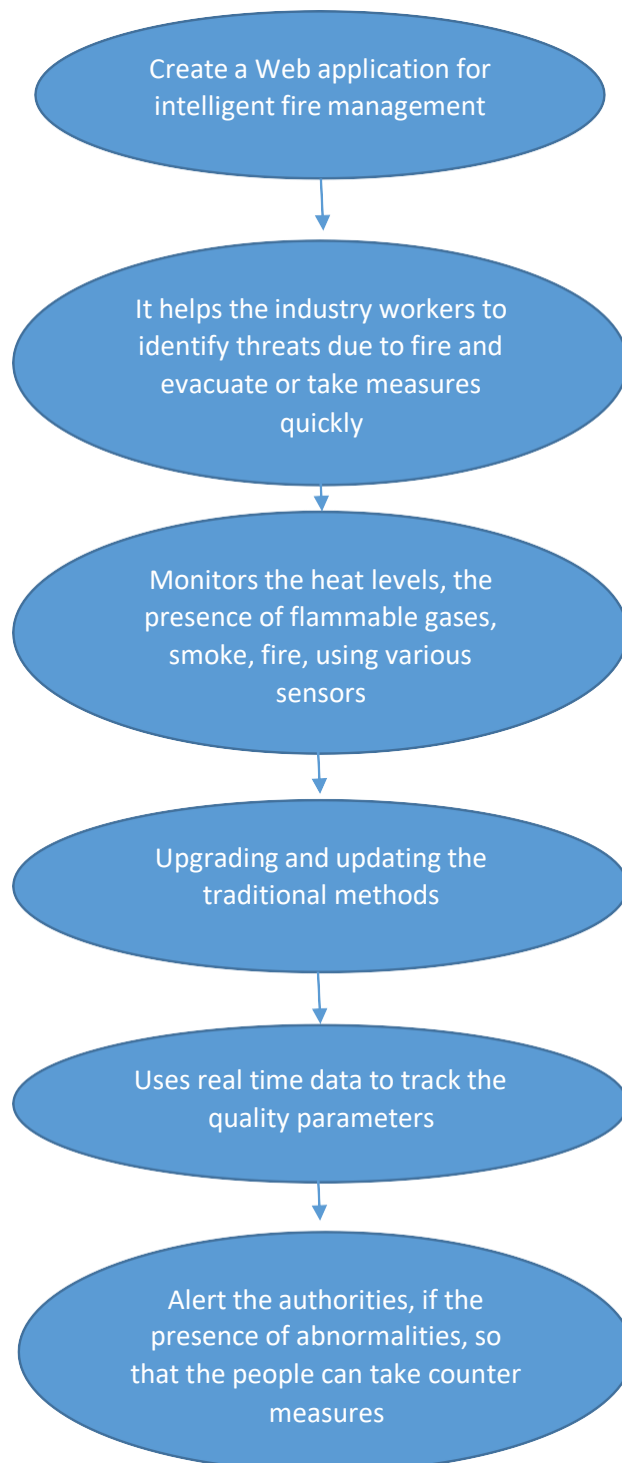 Create a Web application for
intelligent fire management
It helps the industry workers to
identify threats due to fire and
evacuate or take measures
quickly
Monitors the heat levels, the
presence of flammable gases,
smoke, fire, using various
sensors
Upgrading and updating the
traditional methods
Uses real time data to track the
quality parameters
Alert the authorities, if the
presence of abnormalities, so
that the people can take counter
measures